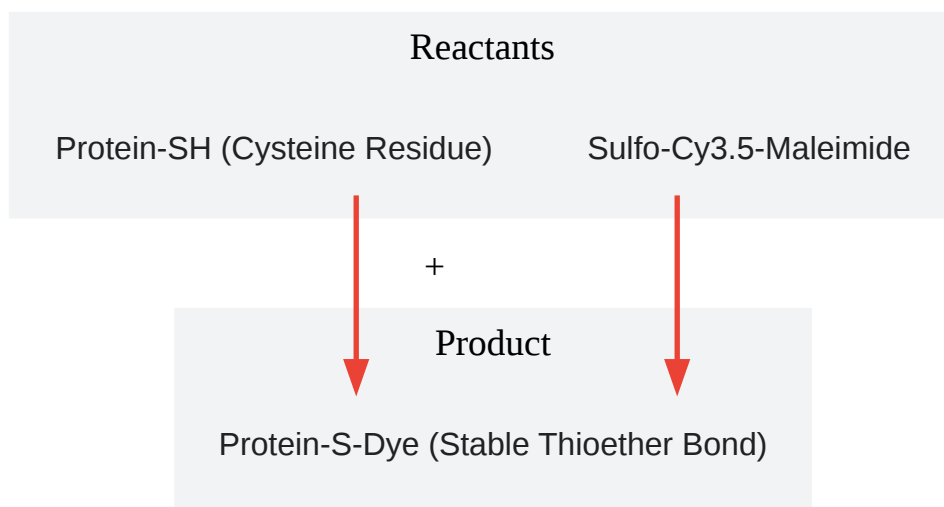 Reactants
Protein-SH (Cysteine Residue) Sulfo-Cy3.5-Maleimide
+
Product
Protein-S-Dye (Stable Thioether Bond)